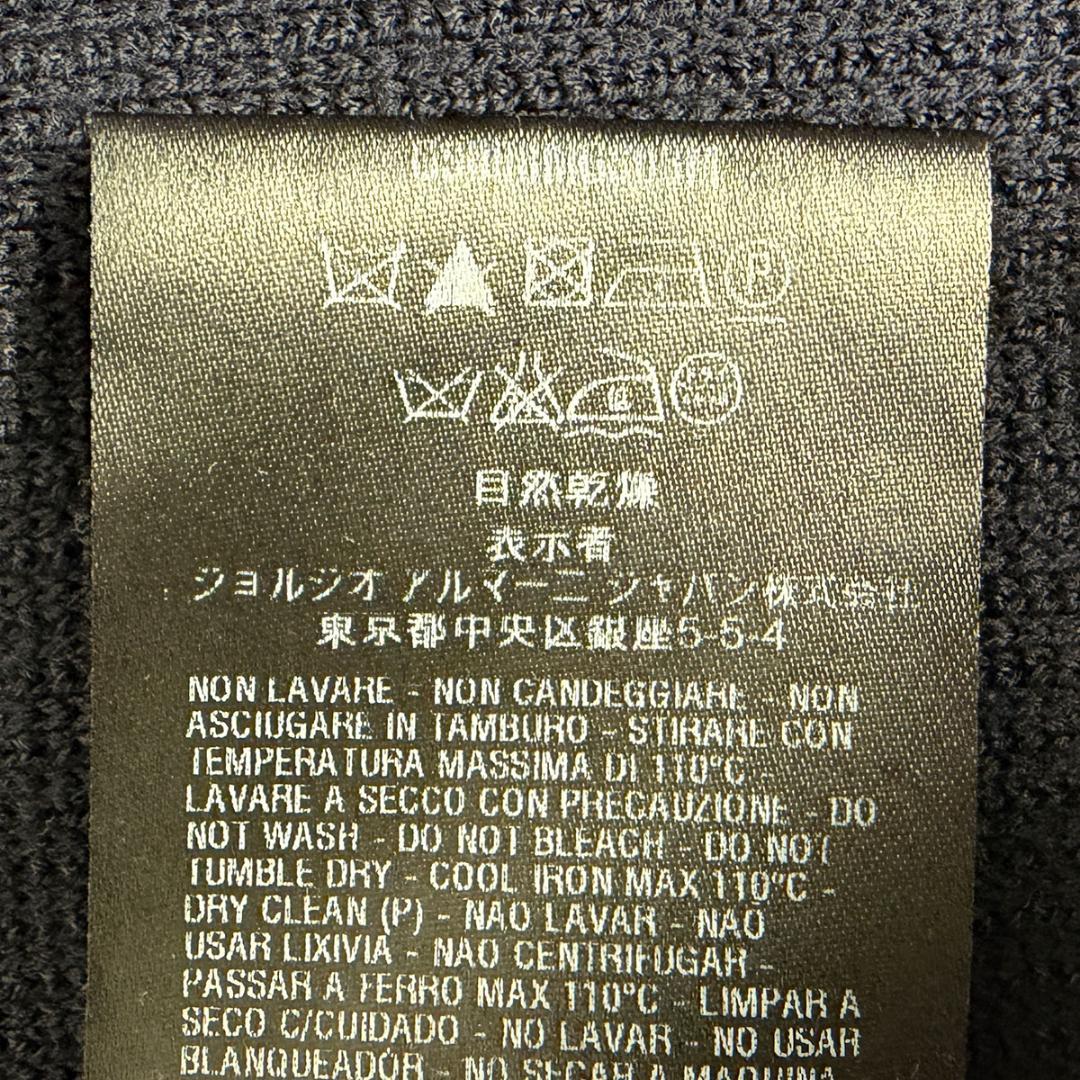 自然乾燥
表示者
ジョルジオ アルマーニ ジャパン株式会社
東京都中央区銀座5-5-4
NON LAVARE - NON CANDEGGIARE - NON
ASCIUGARE IN TAMBURO - STIRARE CON
TEMPERATURA MASSIMA DI 110°C -
LAVARE A SECCO CON PRECAUZIONE - DO
NOT WASH - DO NOT BLEACH - DO NOT
TUMBLE DRY - COOL IRON MAX 110°C -
DRY CLEAN (P) - NAO LAVAR - NAO
USAR LIXIVIA - NAO CENTRIFUGAR -
PASSAR A FERRO MAX 110°C - LIMPAR A
SECO C/CUIDADO - NO LAVAR - NO USAR
BLANQUEADOR - NO SECAR A MAQUINA